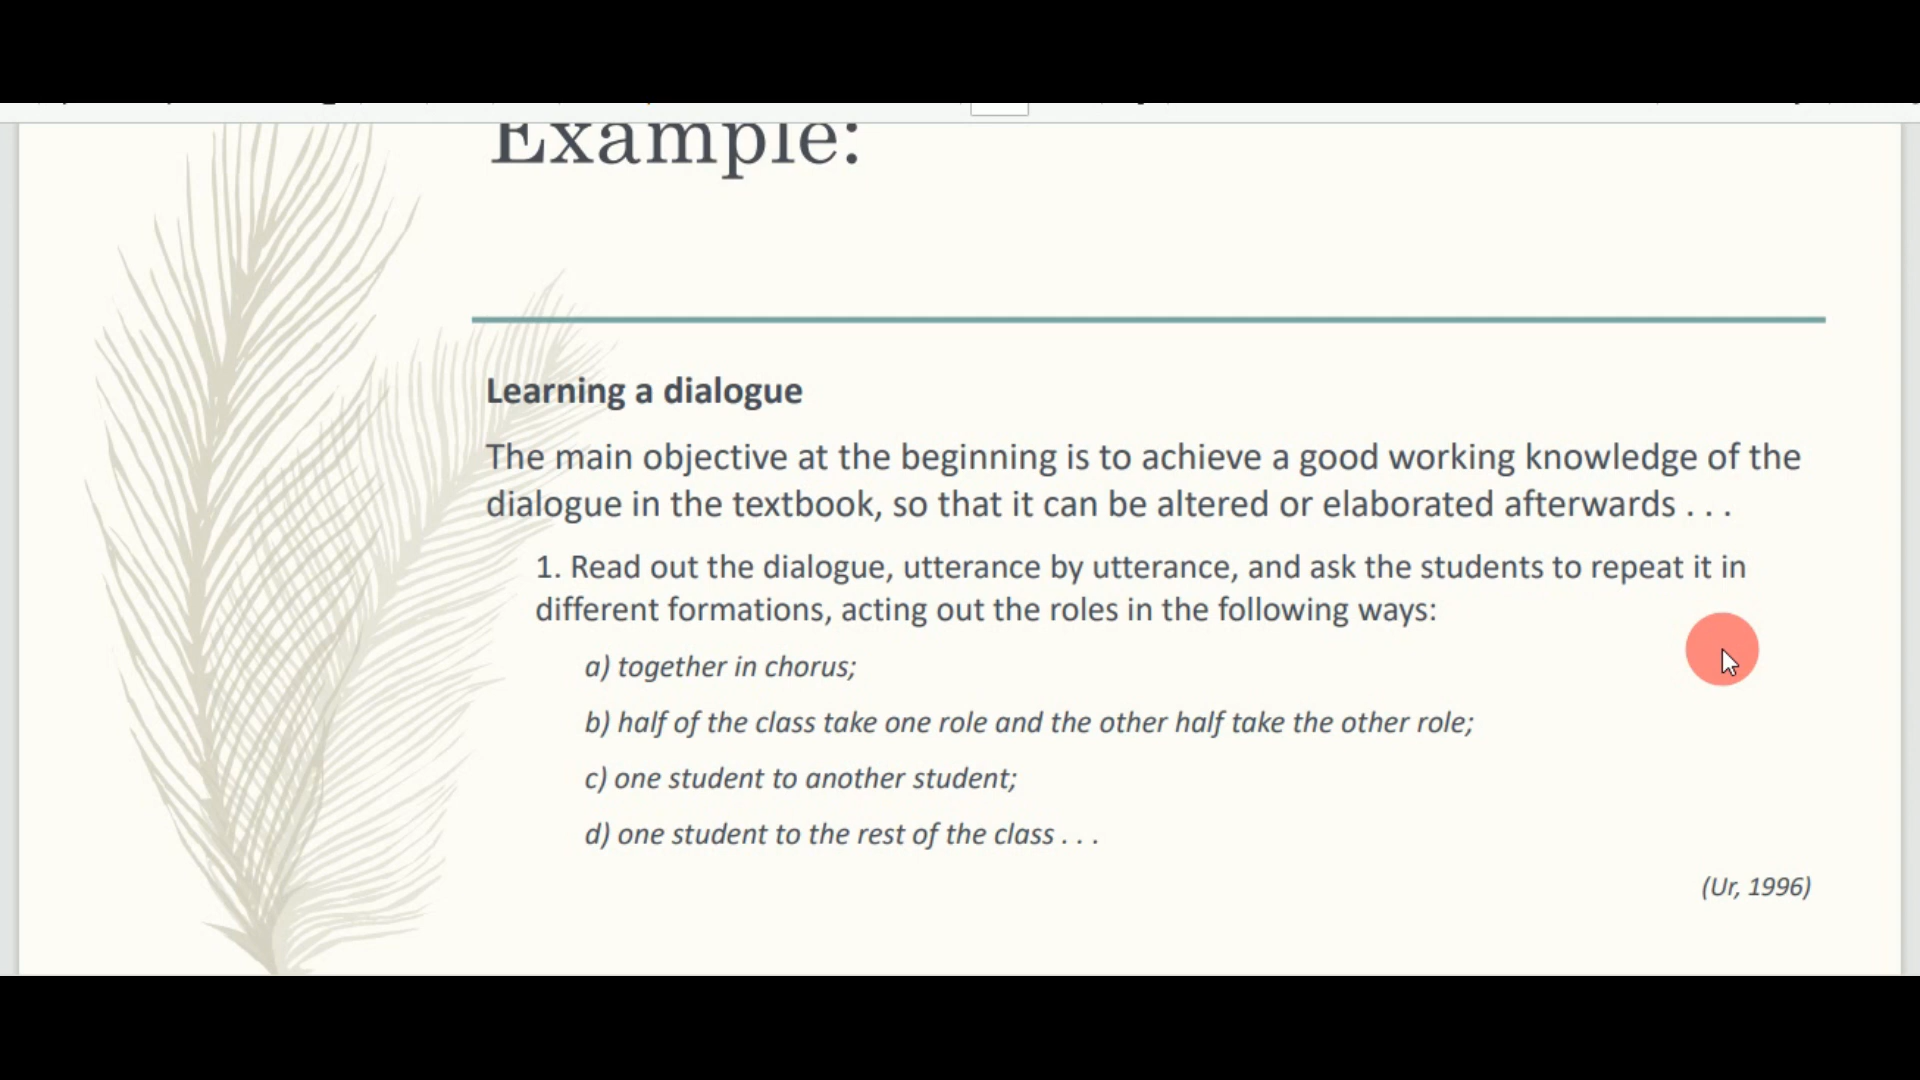 Example:
Learning a dialogue
The main objective at the beginning is to achieve a good working knowledge of the
dialogue in the textbook, so that it can be altered or elaborated afterwards . . .
1. Read out the dialogue, utterance by utterance, and ask the students to repeat it in
different formations, acting out the roles in the following ways:
a) together in chorus;
b) half of the class take one role and the other half take the other role;
c) one student to another student;
d) one student to the rest of the class . . .
(Ur, 1996)